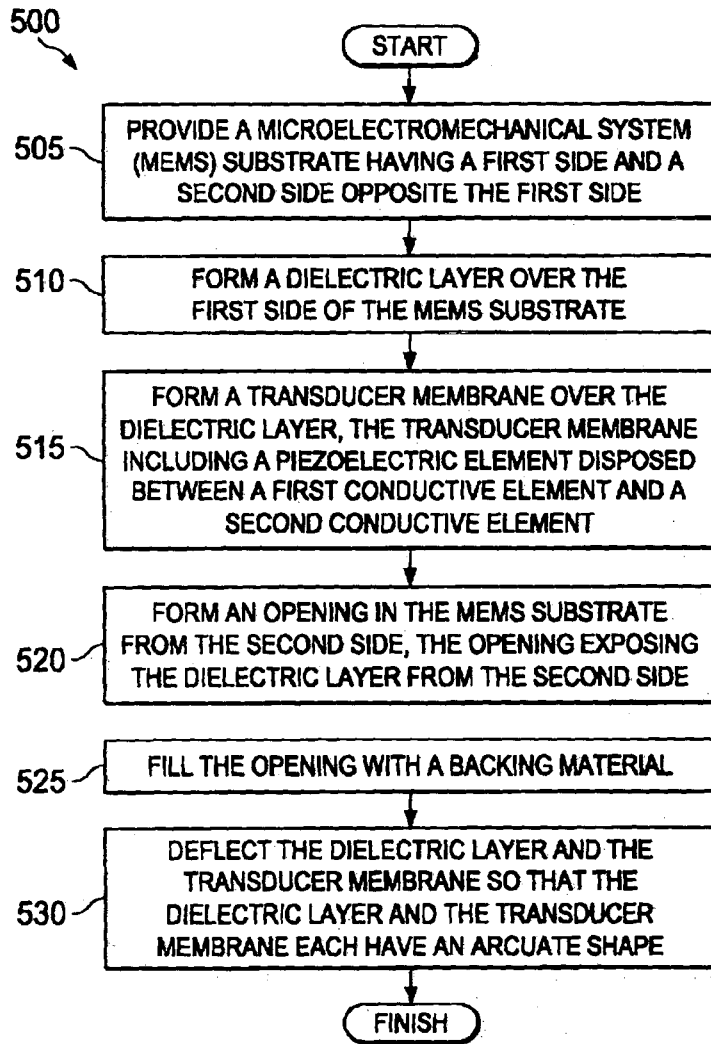 500
START
505
PROVIDE A MICROELECTROMECHANICAL SYSTEM
(MEMS) SUBSTRATE HAVING A FIRST SIDE AND A
SECOND SIDE OPPOSITE THE FIRST SIDE
510
FORM A DIELECTRIC LAYER OVER THE
FIRST SIDE OF THE MEMS SUBSTRATE
515
FORM A TRANSDUCER MEMBRANE OVER THE
DIELECTRIC LAYER, THE TRANSDUCER MEMBRANE
INCLUDING A PIEZOELECTRIC ELEMENT DISPOSED
BETWEEN A FIRST CONDUCTIVE ELEMENT AND A
SECOND CONDUCTIVE ELEMENT
520
FORM AN OPENING IN THE MEMS SUBSTRATE
FROM THE SECOND SIDE, THE OPENING EXPOSING
THE DIELECTRIC LAYER FROM THE SECOND SIDE
525
FILL THE OPENING WITH A BACKING MATERIAL
530
DEFLECT THE DIELECTRIC LAYER AND THE
TRANSDUCER MEMBRANE SO THAT THE
DIELECTRIC LAYER AND THE TRANSDUCER
MEMBRANE EACH HAVE AN ARCUATE SHAPE
FINISH